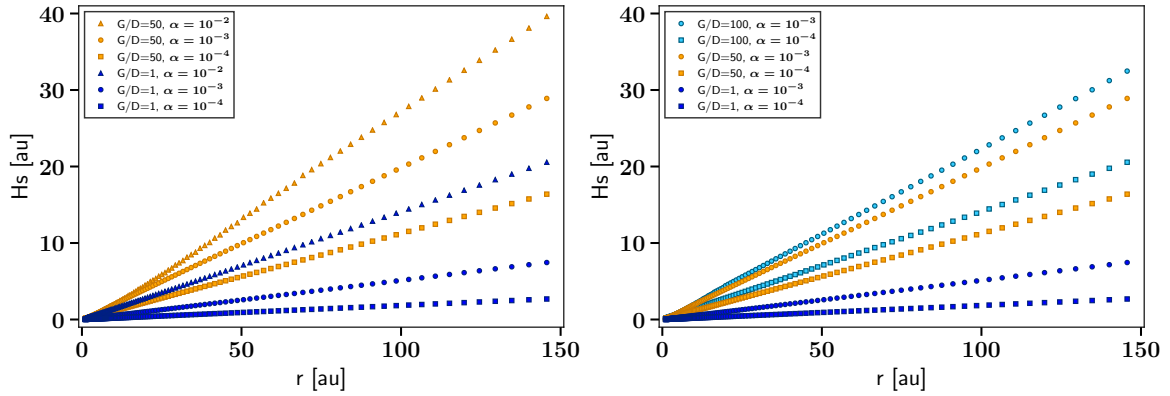 40
30
20
10
0
Hs [au]
G/D=50, α = 10⁻²
G/D=50, α = 10⁻³
G/D=50, α = 10⁻⁴
G/D=1, α = 10⁻²
G/D=1, α = 10⁻³
G/D=1, α = 10⁻⁴
0 50 100 150
r [au]
40
30
20
10
0
Hs [au]
G/D=100, α = 10⁻³
G/D=100, α = 10⁻⁴
G/D=50, α = 10⁻³
G/D=50, α = 10⁻⁴
G/D=1, α = 10⁻³
G/D=1, α = 10⁻⁴
0 50 100 150
r [au]